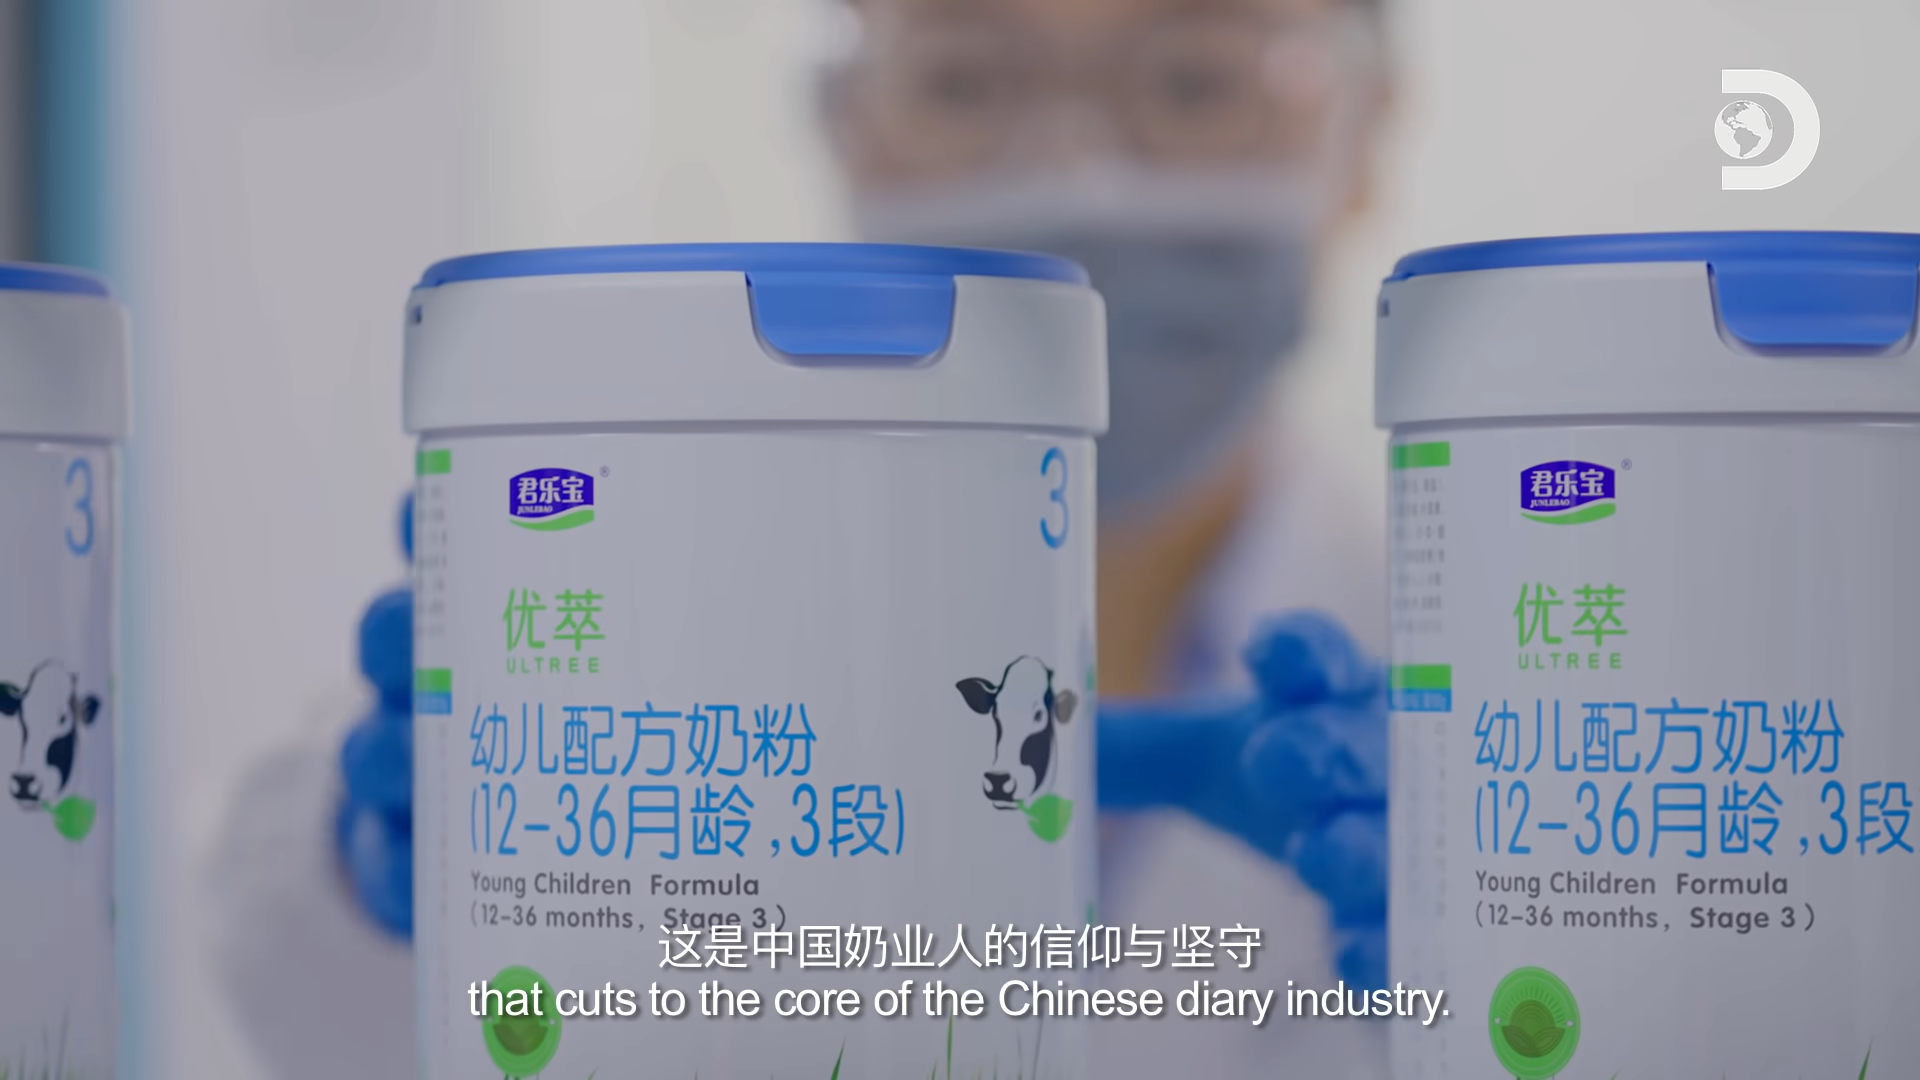 3
君乐宝
JUNLEBAO
®
3
优萃
ULTREE
幼儿配方奶粉
(12-36月龄,3段)
Young Children Formula
(12-36 months, Stage 3)
君乐宝
JUNLEBAO
®
优萃
ULTREE
幼儿配方奶粉
(12-36月龄,3段
Young Children Formula
(12-36 months, Stage 3)
这是中国奶业人的信仰与坚守
that cuts to the core of the Chinese diary industry.